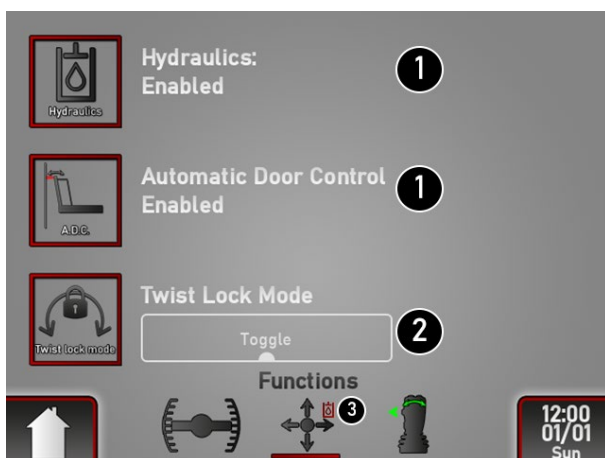 Hydraulics:
Enabled
1
Hydraulics
Automatic Door Control
Enabled
1
A.D.C.
Twist Lock Mode
Toggle
2
Twist lock mode
Functions
3
12:00
01/01
Sun